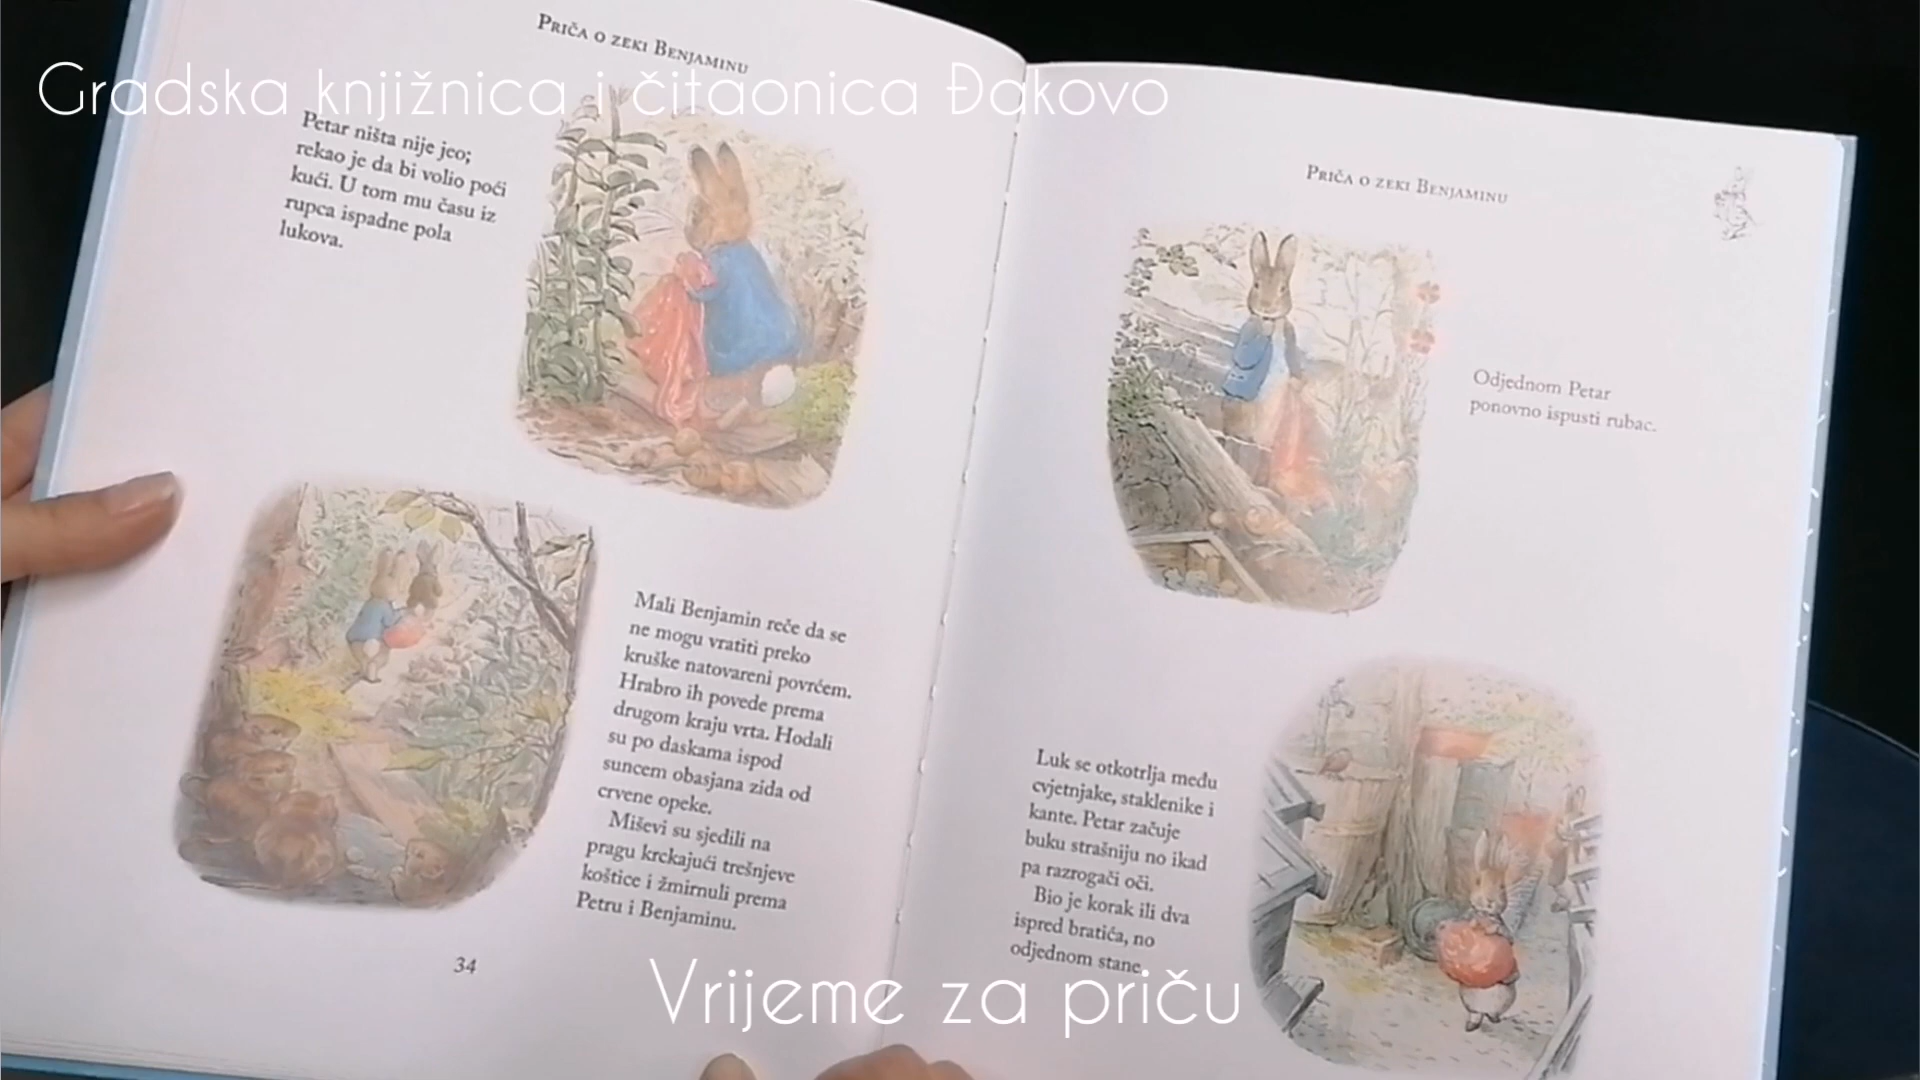 Gradska knjižnica i čitaonica Đakovo
Priča o zeki Benjaminu
Petar ništa nije jeo;
rekao je da bi volio poći
kući. U tom mu času iz
rupca ispadne pola
lukova.
Mali Benjamin reče da se
ne mogu vratiti preko
kruške natovareni povrćem.
Hrabro ih povede prema
drugom kraju vrta. Hodali
su po daskama ispod
suncem obasjana zida od
crvene opeke.
Miševi su sjedili na
pragu krckajući trešnjeve
koštice i žmirnuli prema
Petru i Benjaminu.
34
Priča o zeki Benjaminu
Odjednom Petar
ponovno ispusti rubac.
Luk se otkotrlja među
cvjetnjake, staklenike i
kante. Petar začuje
buku strašniju no ikad
pa razrogači oči.
Bio je korak ili dva
ispred bratića, no
odjednom stane.
Vrijeme za priču